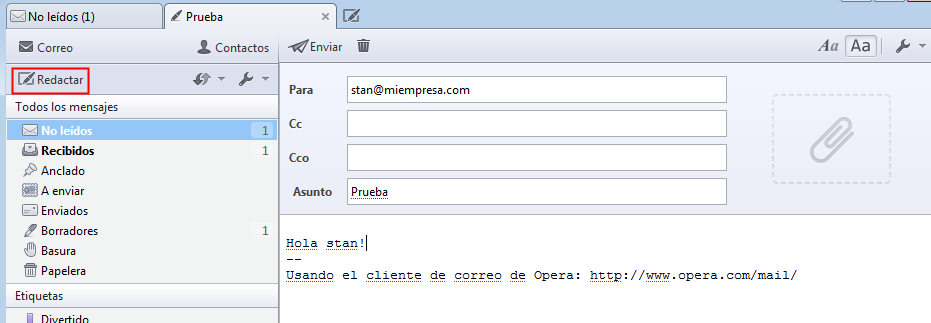 No leídos (1)
Prueba
Correo
Contactos
Enviar
Aa
Aa
Redactar
Todos los mensajes
No leídos 1
Recibidos 1
Anclado
A enviar
Enviados
Borradores 1
Basura
Papelera
Etiquetas
Divertido
Para
stan@miempresa.com
Cc
Cco
Asunto
Prueba
Hola stan!
--
Usando el cliente de correo de Opera: http://www.opera.com/mail/